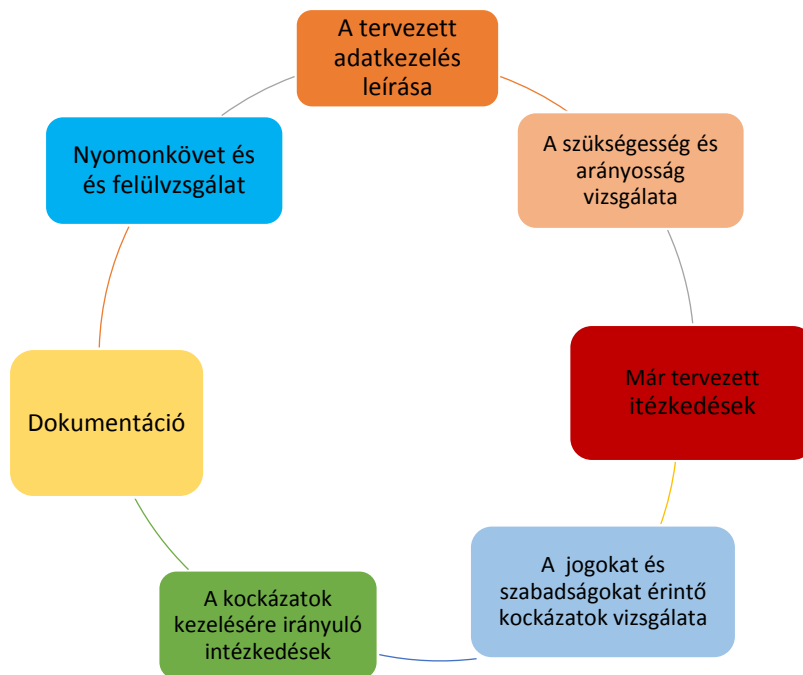 A tervezett
adatkezelés
leírása
A szükségesség és
arányosság
vizsgálata
Már tervezett
itézkedések
A jogokat és
szabadságokat érintő
kockázatok vizsgálata
A kockázatok
kezelésére irányuló
intézkedések
Dokumentáció
Nyomonkövet és
és felülvzsgálat